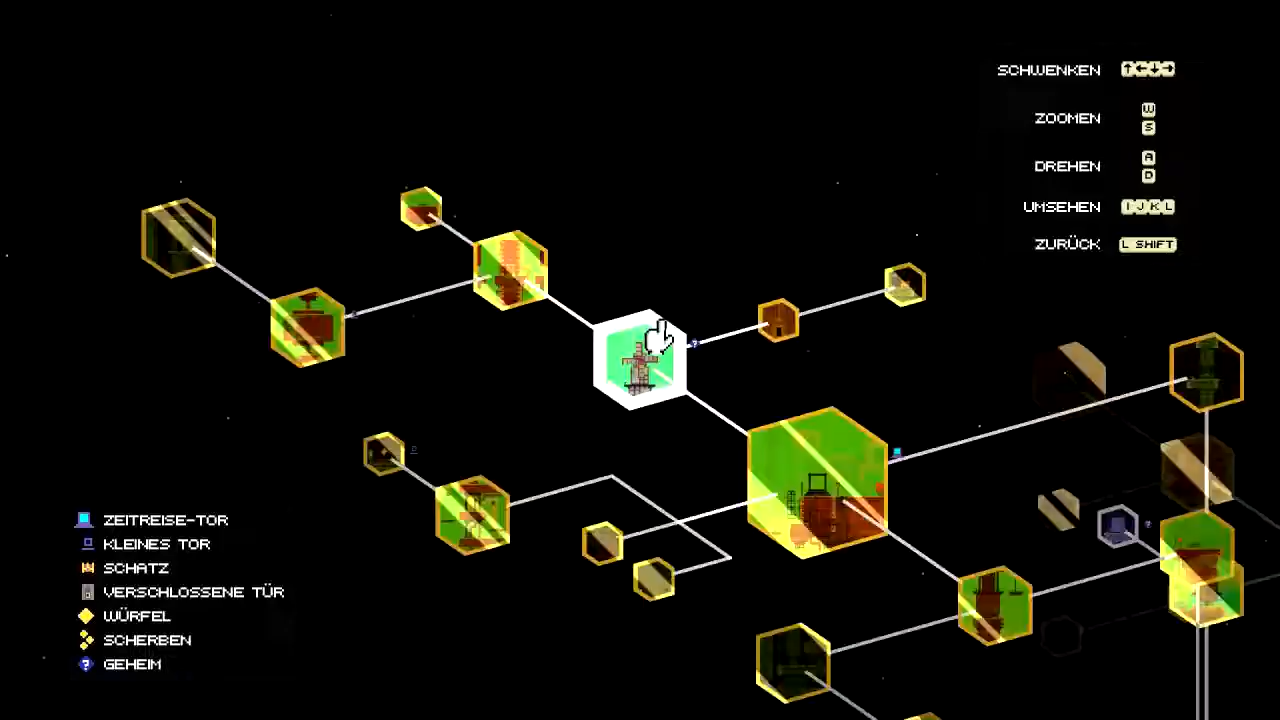 SCHWENKEN ↑←↓→
ZOOMEN W
S
DREHEN A
D
UMSEHEN I J K L
ZURÜCK L SHIFT
ZEITREISE-TOR
KLEINES TOR
SCHATZ
VERSCHLOSSENE TÜR
WÜRFEL
SCHERBEN
? GEHEIM